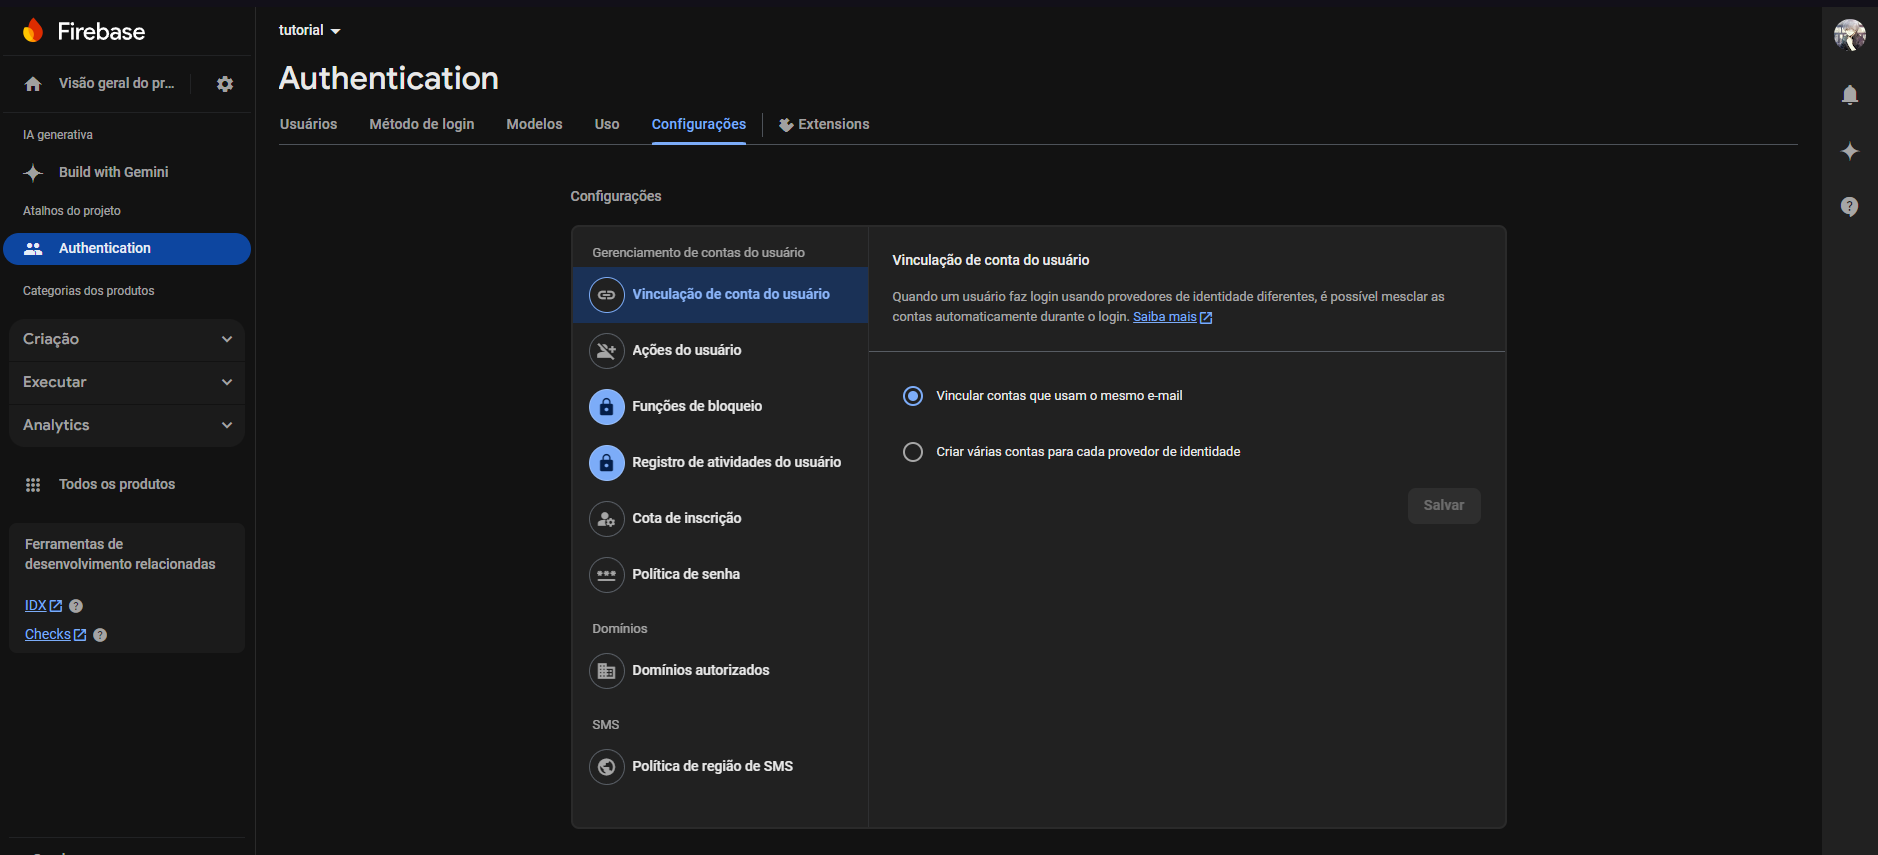 Firebase
Visão geral do pr...
IA generativa
Build with Gemini
Atalhos do projeto
Authentication
Categorias dos produtos
Criação
Executar
Analytics
Todos os produtos
Ferramentas de
desenvolvimento relacionadas
IDX
Checks
tutorial
Authentication
Usuários
Método de login
Modelos
Uso
Configurações
Extensions
Configurações
Gerenciamento de contas do usuário
Vinculação de conta do usuário
Ações do usuário
Funções de bloqueio
Registro de atividades do usuário
Cota de inscrição
Política de senha
Domínios
Domínios autorizados
SMS
Política de região de SMS
Vinculação de conta do usuário
Quando um usuário faz login usando provedores de identidade diferentes, é possível mesclar as
contas automaticamente durante o login. Saiba mais
Vincular contas que usam o mesmo e-mail
Criar várias contas para cada provedor de identidade
Salvar